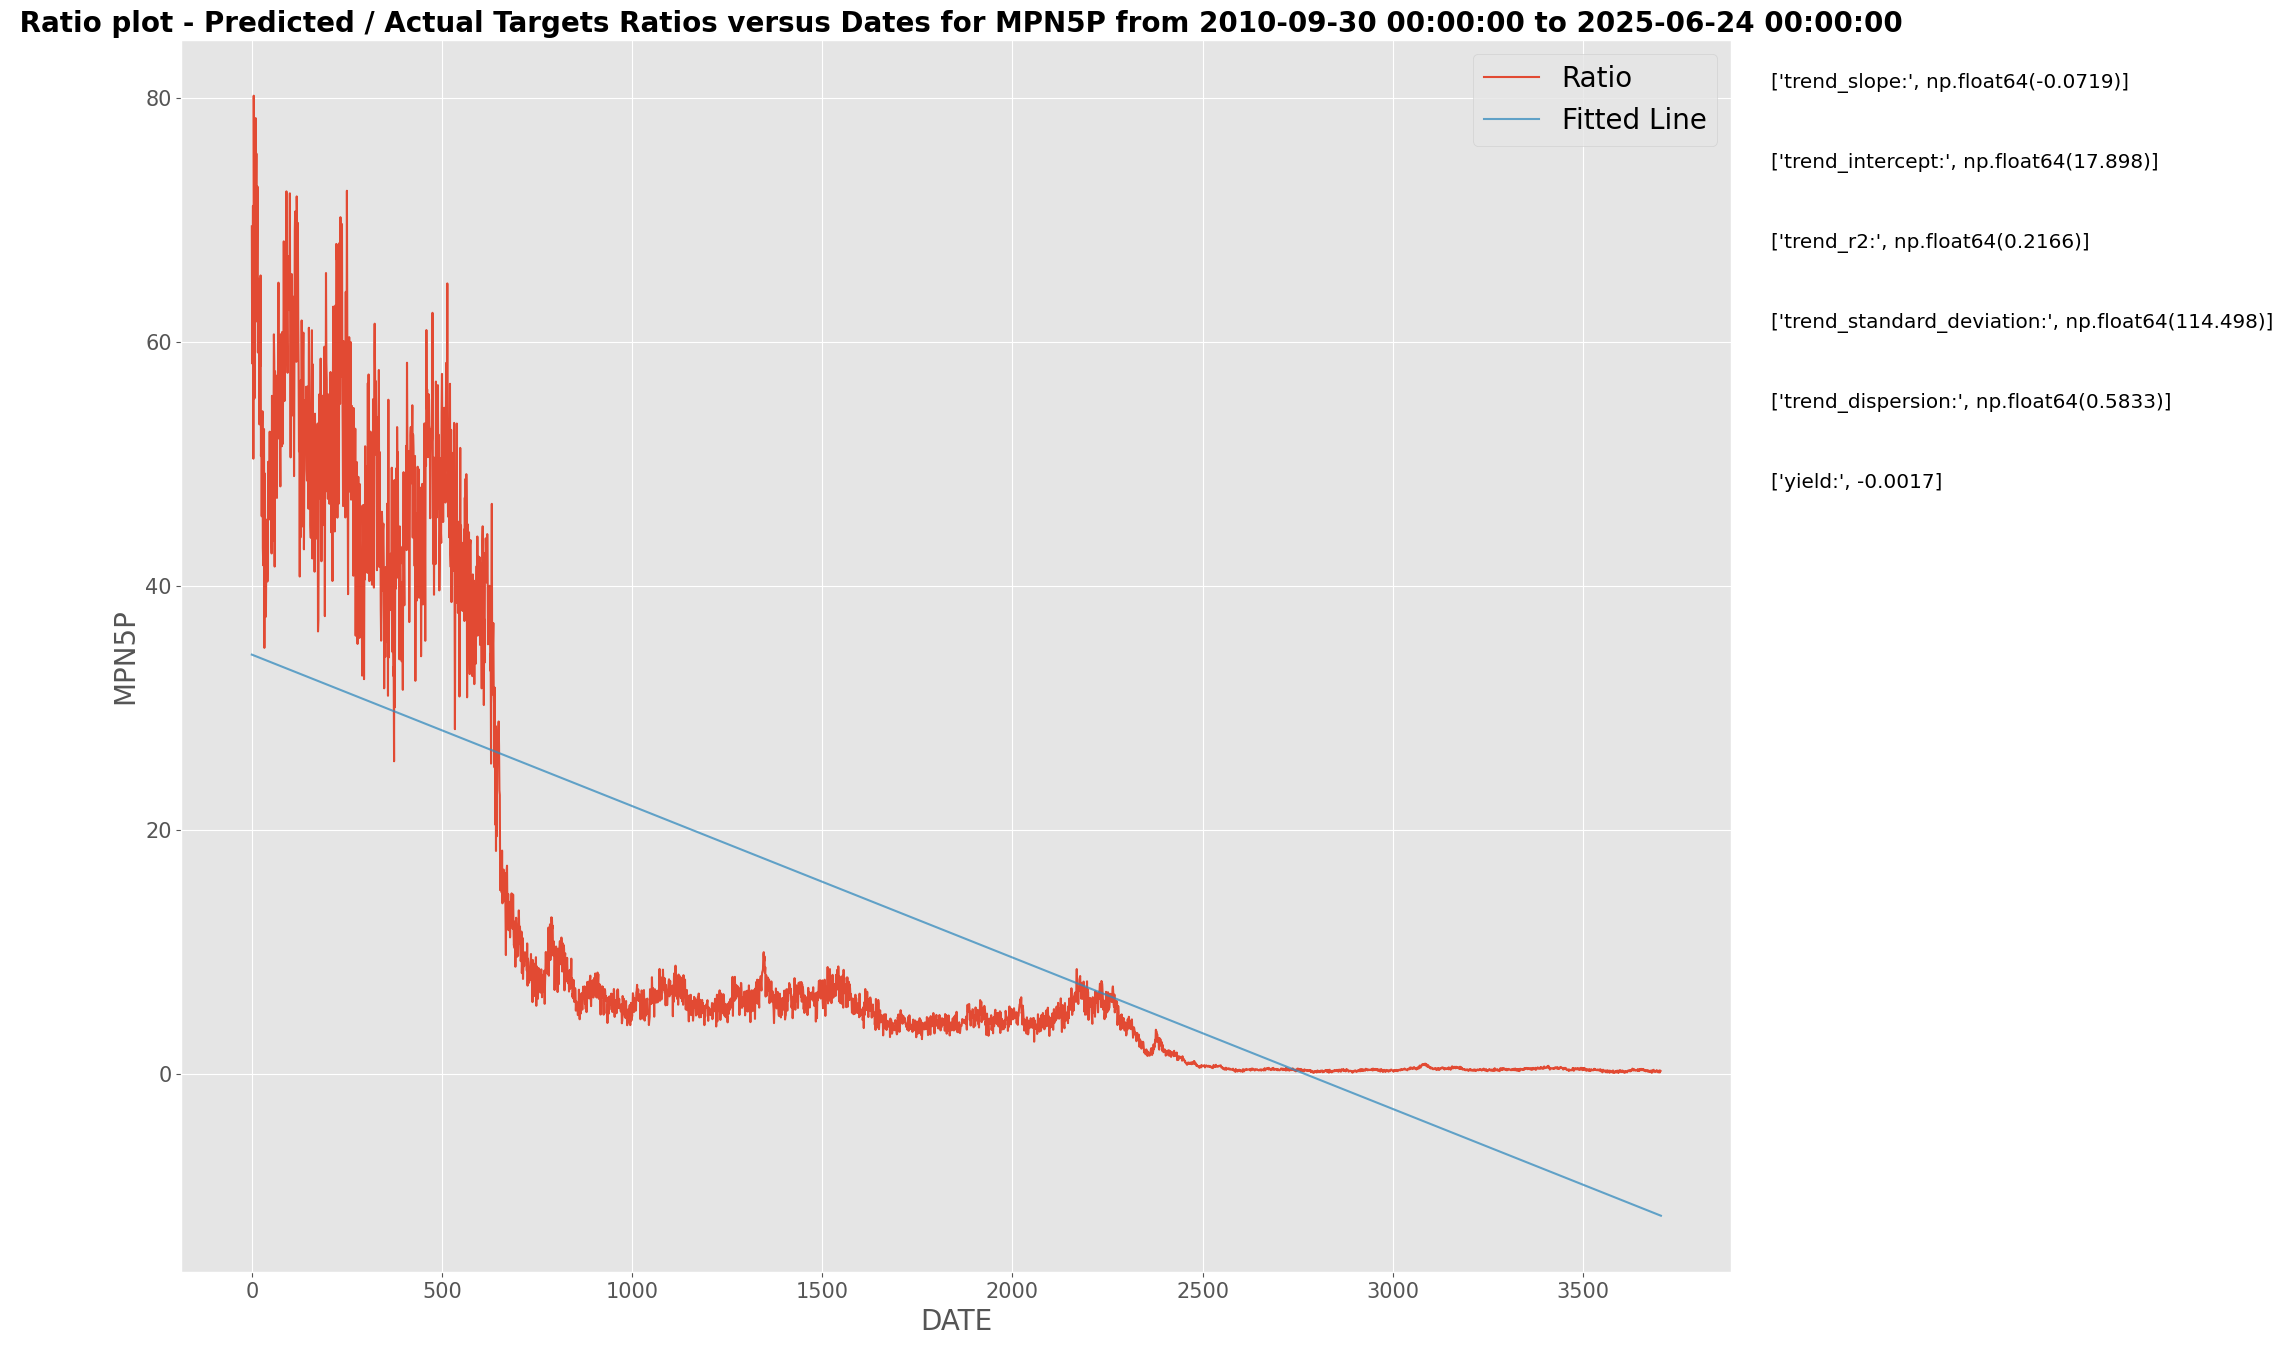 Ratio plot - Predicted / Actual Targets Ratios versus Dates for MPN5P from 2010-09-30 00:00:00 to 2025-06-24 00:00:00
Ratio
Fitted Line
['trend_slope:', np.float64(-0.0719)]
['trend_intercept:', np.float64(17.898)]
['trend_r2:', np.float64(0.2166)]
['trend_standard_deviation:', np.float64(114.498)]
['trend_dispersion:', np.float64(0.5833)]
['yield:', -0.0017]
MPN5P
80
60
40
20
0
0 500 1000 1500 2000 2500 3000 3500
DATE